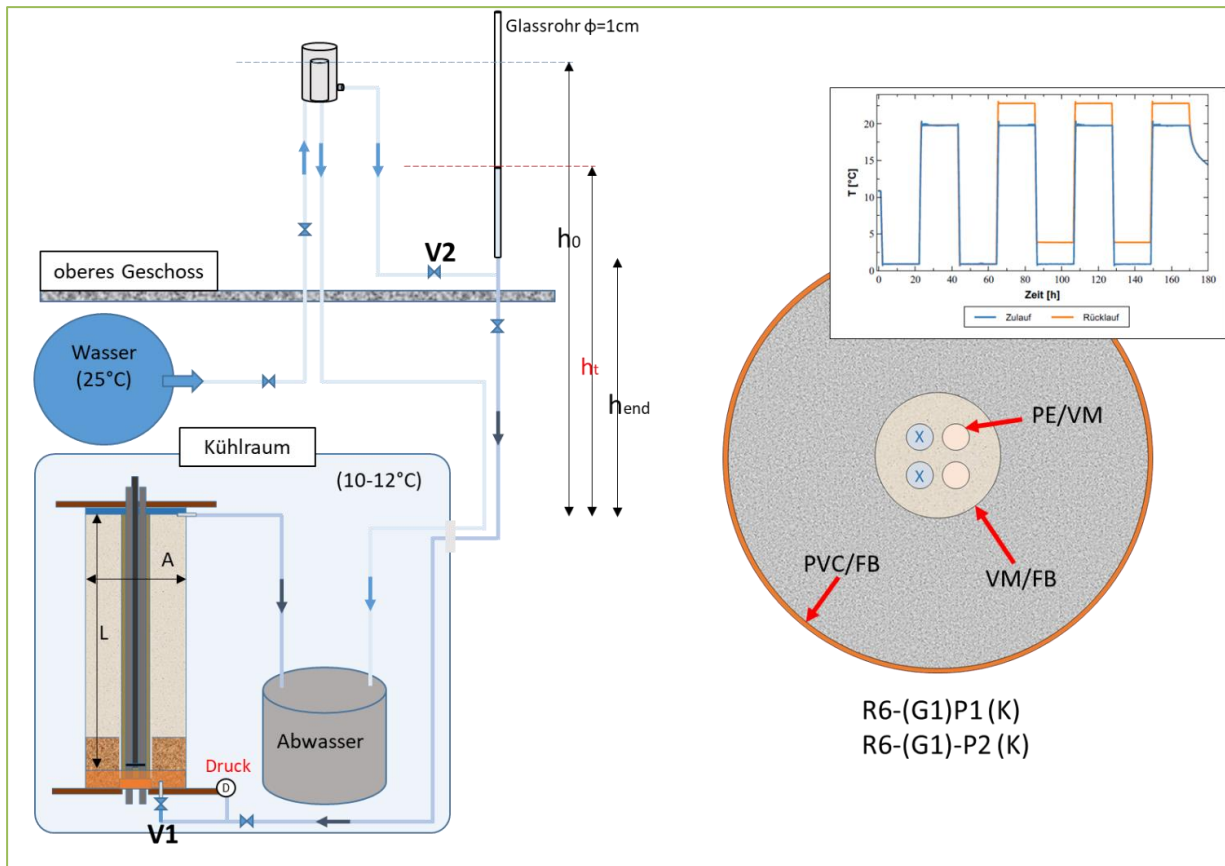 Glassrohr ɸ=1cm
h0
V2
oberes Geschoss
Wasser
(25°C)
ht
hend
Kühlraum
(10-12°C)
A
L
Abwasser
Druck
D
V1
T [°C]
20
15
10
5
0
0 20 40 60 80 100 120 140 160 180
Zeit [h]
Zulauf Rücklauf
PE/VM
X
X
PVC/FB
VM/FB
R6-(G1)P1 (K)
R6-(G1)-P2 (K)